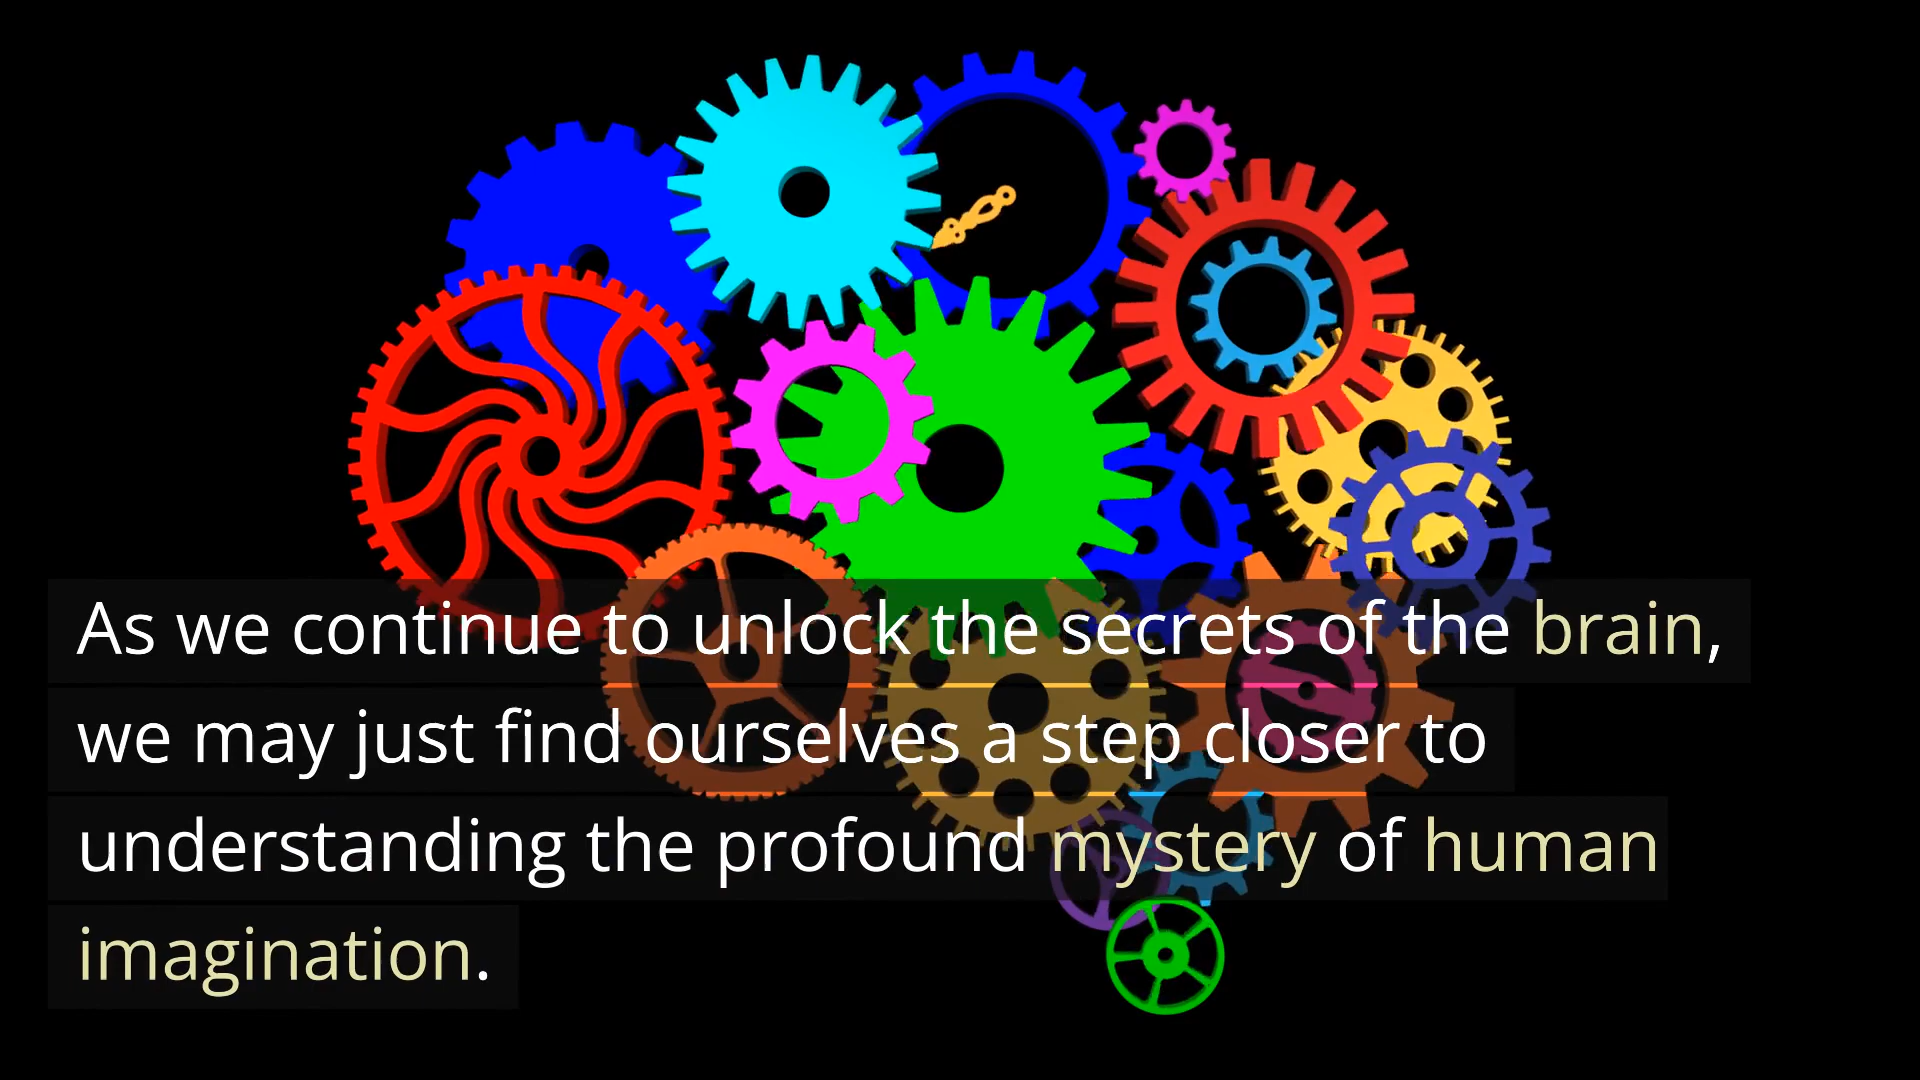 As we continue to unlock the secrets of the brain,
we may just find ourselves a step closer to
understanding the profound mystery of human
imagination.